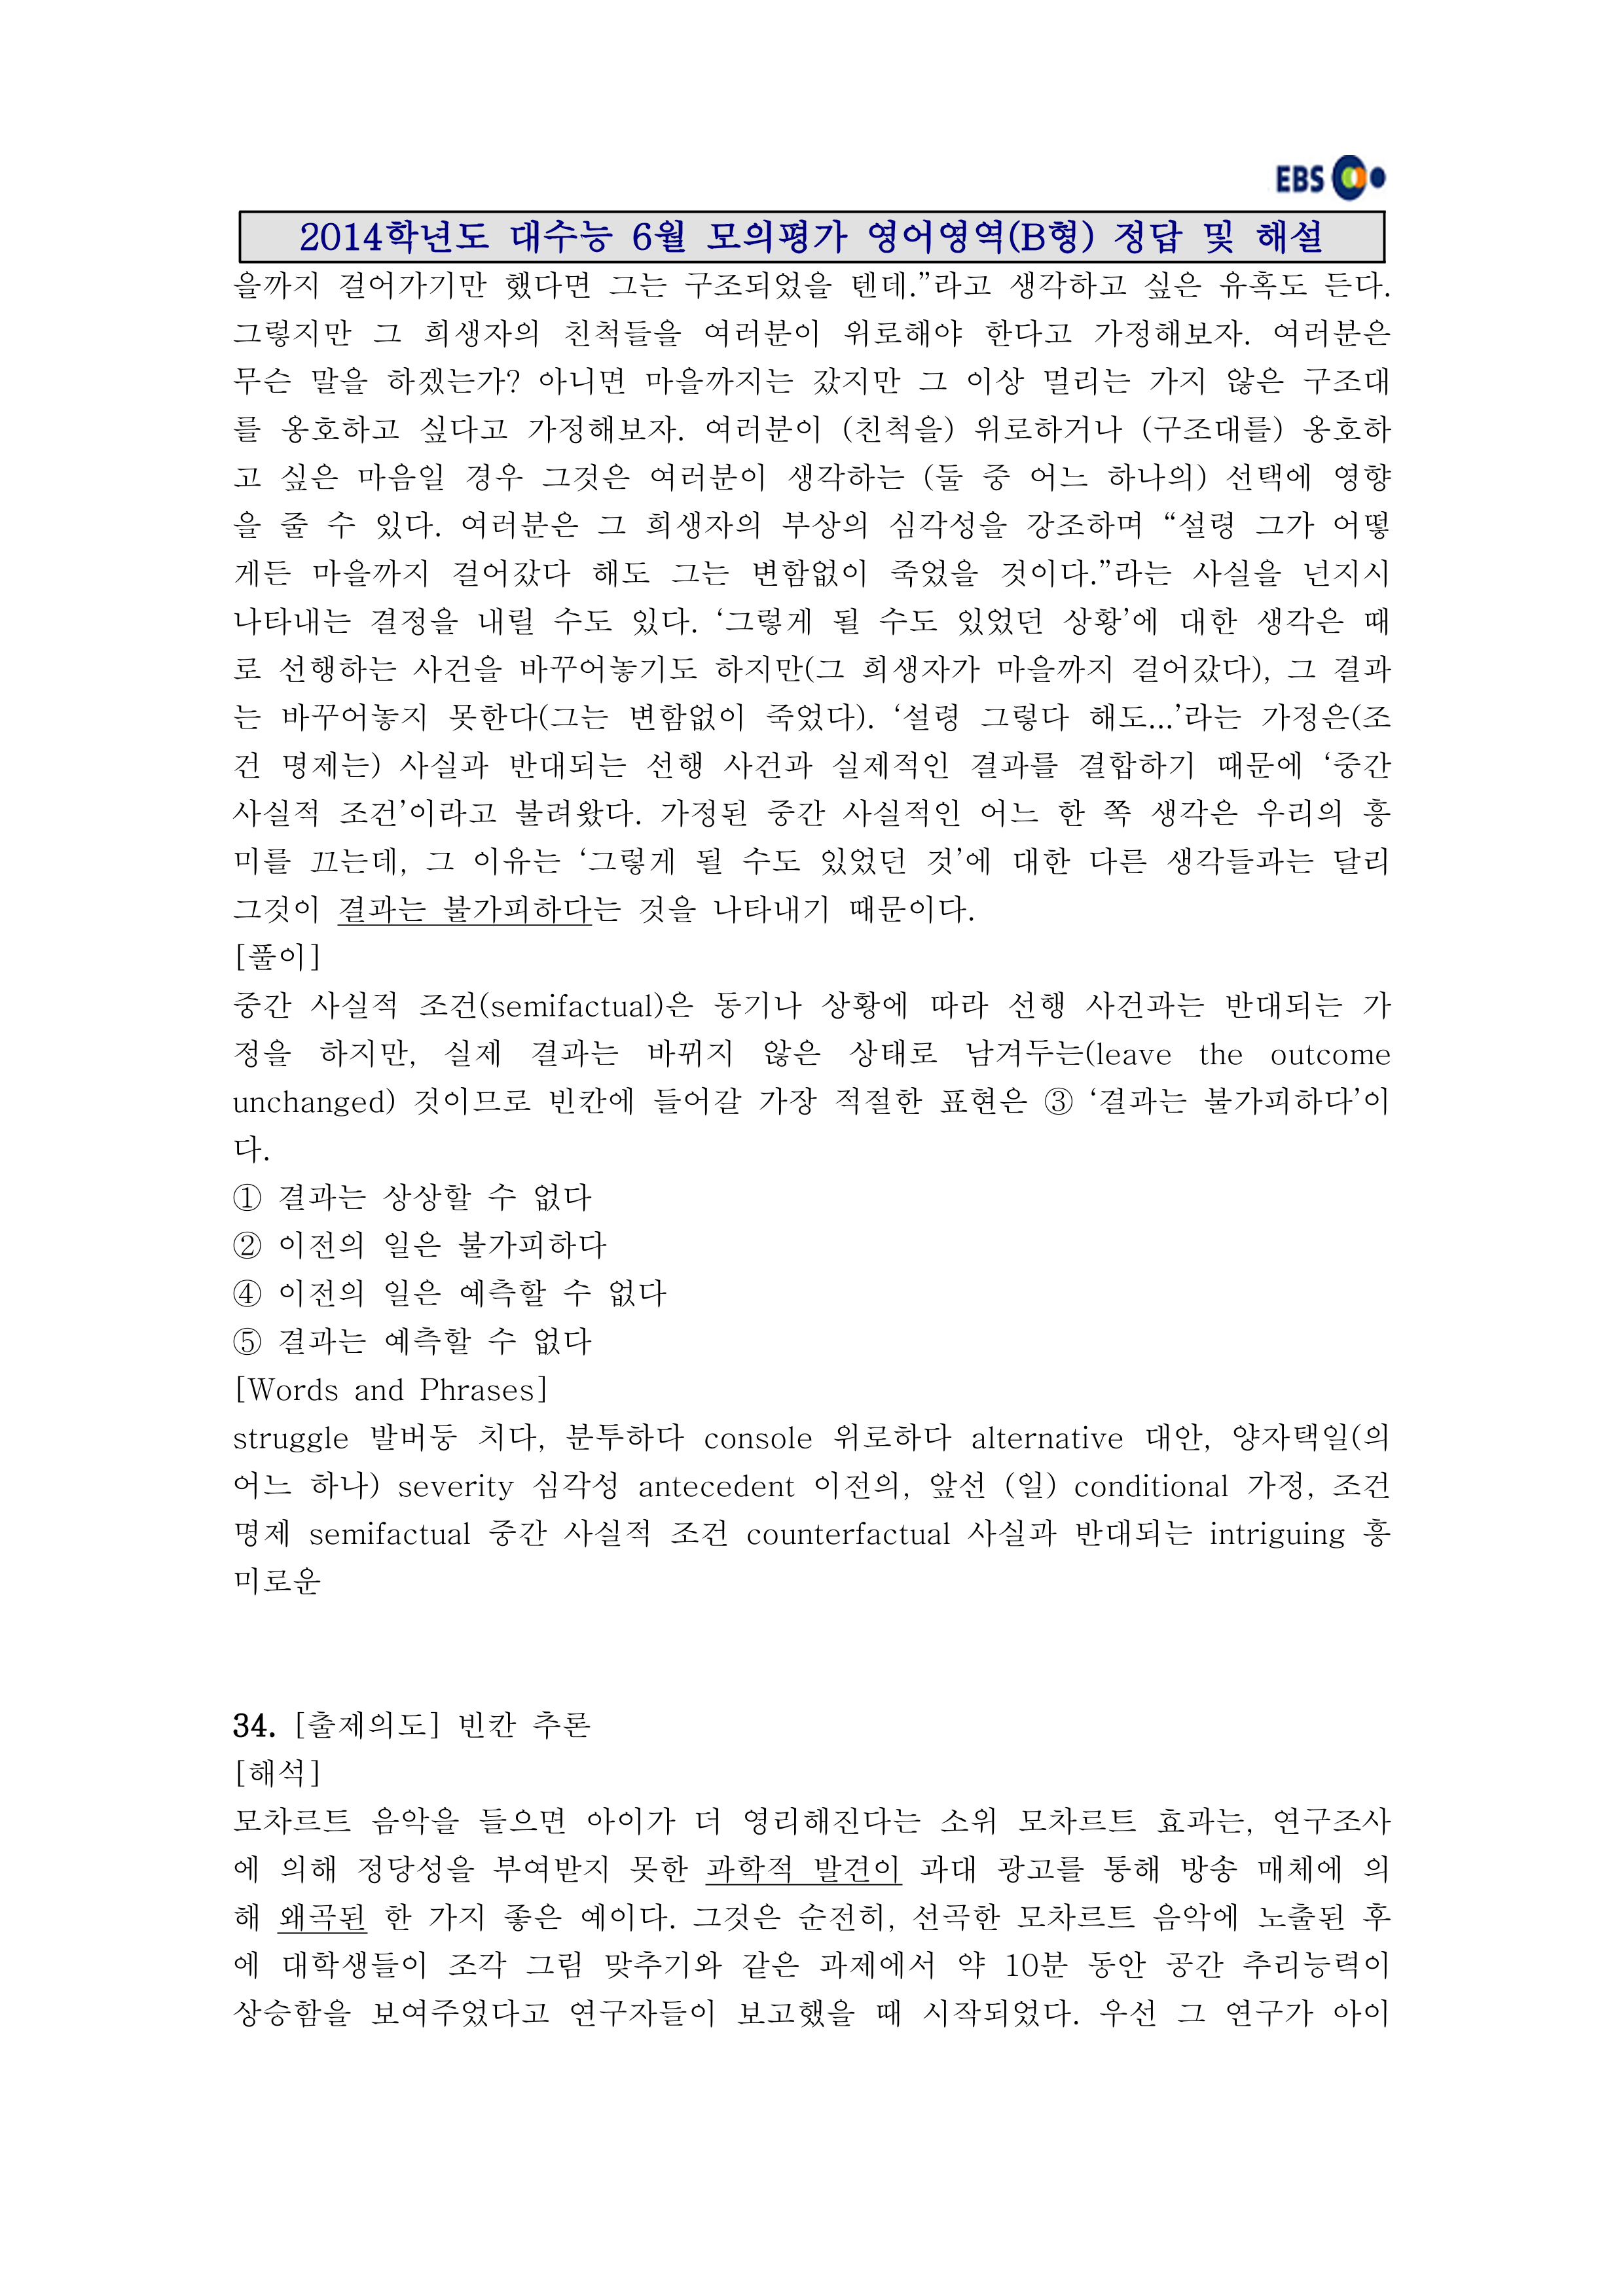 EBS
2014학년도 대수능 6월 모의평가 영어영역(B형) 정답 및 해설
을까지 걸어가기만 했다면 그는 구조되었을 텐데.”라고 생각하고 싶은 유혹도 든다.
그렇지만 그 희생자의 친척들을 여러분이 위로해야 한다고 가정해보자. 여러분은
무슨 말을 하겠는가? 아니면 마을까지는 갔지만 그 이상 멀리는 가지 않은 구조대
를 옹호하고 싶다고 가정해보자. 여러분이 (친척을) 위로하거나 (구조대를) 옹호하
고 싶은 마음일 경우 그것은 여러분이 생각하는 (둘 중 어느 하나의) 선택에 영향
을 줄 수 있다. 여러분은 그 희생자의 부상의 심각성을 강조하며 “설령 그가 어떻
게든 마을까지 걸어갔다 해도 그는 변함없이 죽었을 것이다.”라는 사실을 넌지시
나타내는 결정을 내릴 수도 있다. ‘그렇게 될 수도 있었던 상황’에 대한 생각은 때
로 선행하는 사건을 바꾸어놓기도 하지만(그 희생자가 마을까지 걸어갔다), 그 결과
는 바꾸어놓지 못한다(그는 변함없이 죽었다). ‘설령 그렇다 해도...’라는 가정은(조
건 명제는) 사실과 반대되는 선행 사건과 실제적인 결과를 결합하기 때문에 ‘중간
사실적 조건’이라고 불려왔다. 가정된 중간 사실적인 어느 한 쪽 생각은 우리의 흥
미를 끄는데, 그 이유는 ‘그렇게 될 수도 있었던 것’에 대한 다른 생각들과는 달리
그것이 결과는 불가피하다는 것을 나타내기 때문이다.
[풀이]
중간 사실적 조건(semifactual)은 동기나 상황에 따라 선행 사건과는 반대되는 가
정을 하지만, 실제 결과는 바뀌지 않은 상태로 남겨두는(leave the outcome
unchanged) 것이므로 빈칸에 들어갈 가장 적절한 표현은 ③ ‘결과는 불가피하다’이
다.
① 결과는 상상할 수 없다
② 이전의 일은 불가피하다
④ 이전의 일은 예측할 수 없다
⑤ 결과는 예측할 수 없다
[Words and Phrases]
struggle 발버둥 치다, 분투하다 console 위로하다 alternative 대안, 양자택일(의
어느 하나) severity 심각성 antecedent 이전의, 앞선 (일) conditional 가정, 조건
명제 semifactual 중간 사실적 조건 counterfactual 사실과 반대되는 intriguing 흥
미로운
34. [출제의도] 빈칸 추론
[해석]
모차르트 음악을 들으면 아이가 더 영리해진다는 소위 모차르트 효과는, 연구조사
에 의해 정당성을 부여받지 못한 과학적 발견이 과대 광고를 통해 방송 매체에 의
해 왜곡된 한 가지 좋은 예이다. 그것은 순전히, 선곡한 모차르트 음악에 노출된 후
에 대학생들이 조각 그림 맞추기와 같은 과제에서 약 10분 동안 공간 추리능력이
상승함을 보여주었다고 연구자들이 보고했을 때 시작되었다. 우선 그 연구가 아이